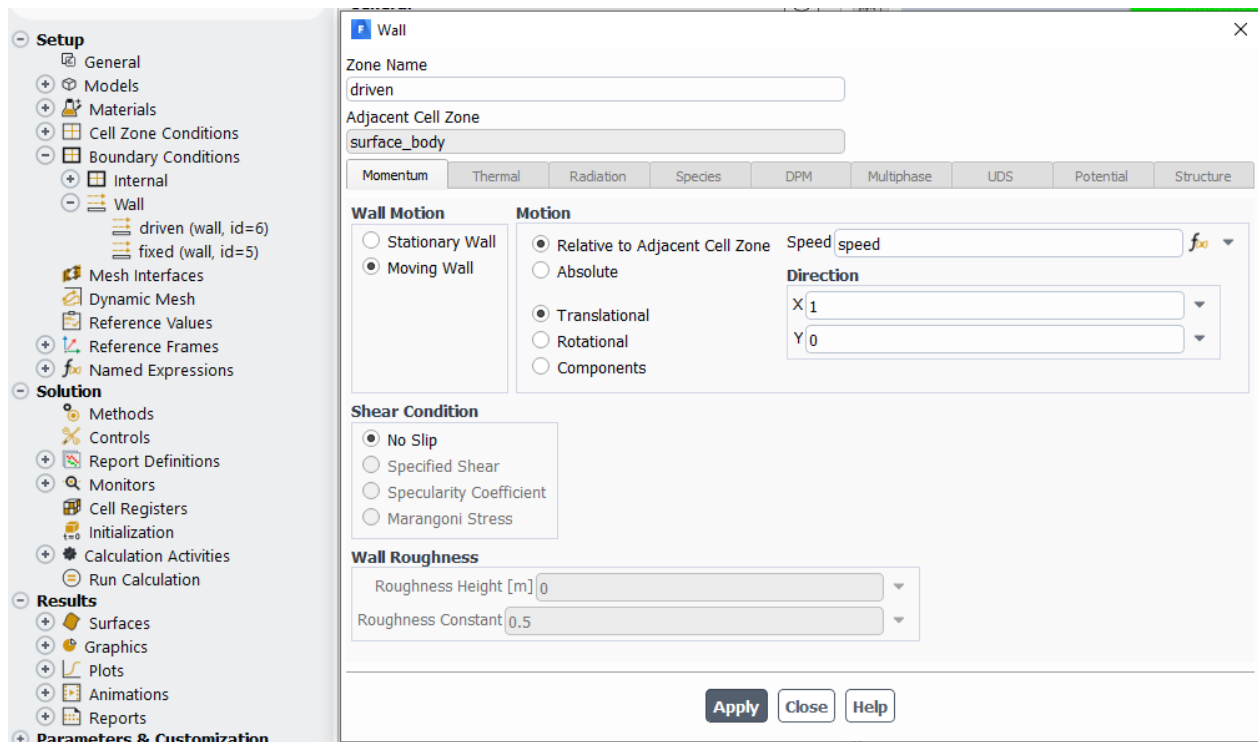 Setup
General
Models
Materials
Cell Zone Conditions
Boundary Conditions
Internal
Wall
driven (wall, id=6)
fixed (wall, id=5)
Mesh Interfaces
Dynamic Mesh
Reference Values
Reference Frames
Named Expressions
Solution
Methods
Controls
Report Definitions
Monitors
Cell Registers
Initialization
Calculation Activities
Run Calculation
Results
Surfaces
Graphics
Plots
Animations
Reports
Parameters & Customization
Wall
Zone Name
driven
Adjacent Cell Zone
surface_body
Momentum Thermal Radiation Species DPM Multiphase UDS Potential Structure
Wall Motion
Stationary Wall
Moving Wall
Motion
Relative to Adjacent Cell Zone
Absolute
Translational
Rotational
Components
Speed speed
Direction
X 1
Y 0
Shear Condition
No Slip
Specified Shear
Specularity Coefficient
Marangoni Stress
Wall Roughness
Roughness Height [m] 0
Roughness Constant 0.5
Apply Close Help